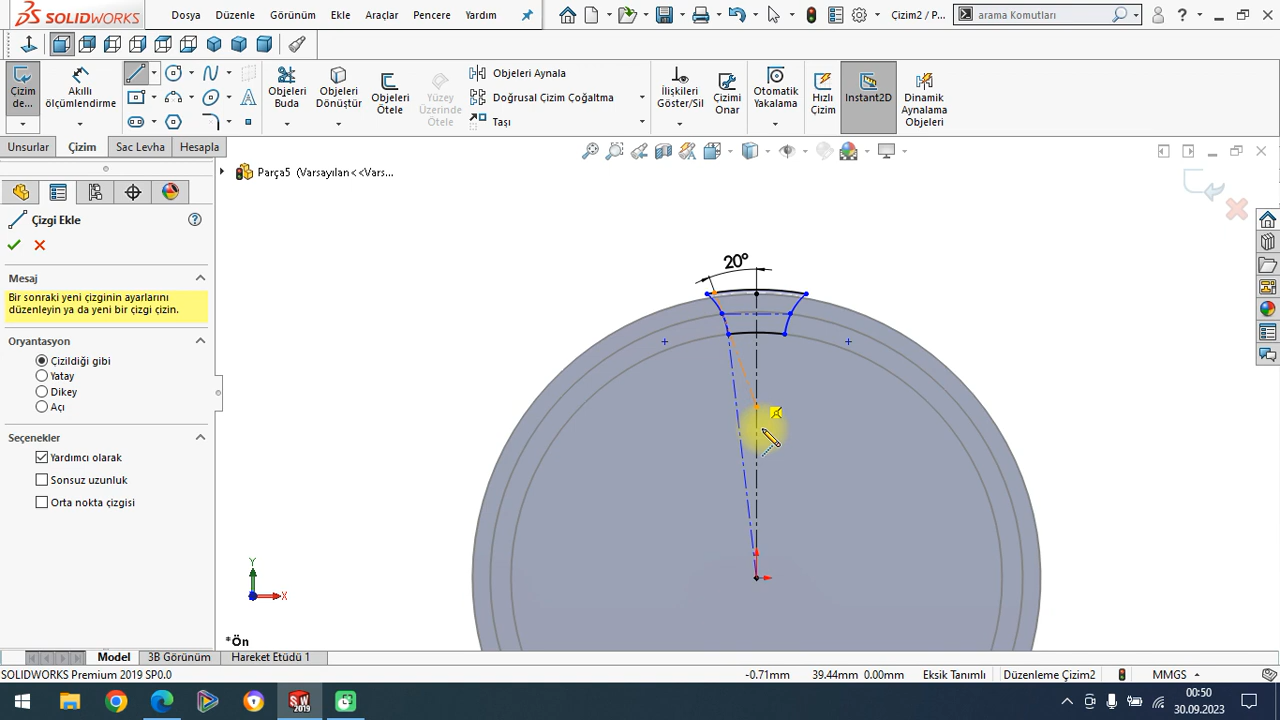 SOLIDWORKS
Dosya Düzenle Görünüm Ekle Araçlar Pencere Yardım
Çizim2 / P...
arama Komutları
Çizim de...
Akıllı ölçümlendirme
Objeleri Buda
Objeleri Dönüştür
Objeleri Ötele
Yüzey Üzerinde Ötele
Objeleri Aynala
Doğrusal Çizim Çoğaltma
Taşı
İlişkileri Göster/Sil
Çizimi Onar
Otomatik Yakalama
Hızlı Çizim
Instant2D
Dinamik Aynalama Objeleri
Unsurlar Çizim Sac Levha Hesapla
Parça5 (Varsayılan<<Vars...
Çizgi Ekle
Mesaj
Bir sonraki yeni çizginin ayarlarını
düzenleyin ya da yeni bir çizgi çizin.
Oryantasyon
Çizildiği gibi
Yatay
Dikey
Açı
Seçenekler
Yardımcı olarak
Sonsuz uzunluk
Orta nokta çizgisi
20°
Y
X
*Ön
Model 3B Görünüm Hareket Etüdü 1
SOLIDWORKS Premium 2019 SP0.0
-0.71mm 39.44mm 0.00mm Eksik Tanımlı Düzenleme Çizim2 MMGS
SW 2019
00:50
30.09.2023